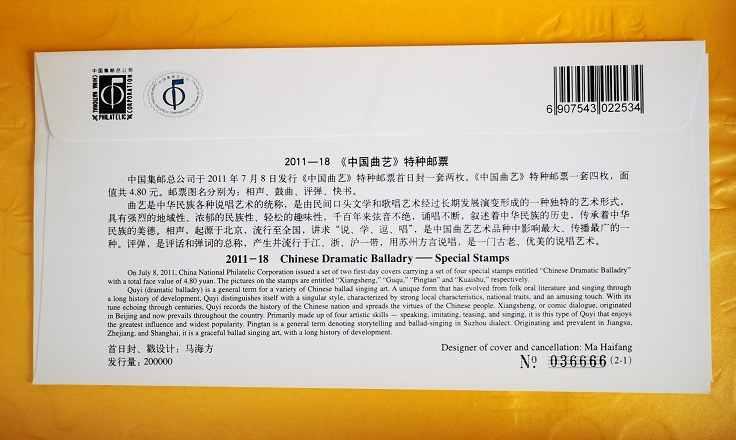 中国集邮总公司
CHINA NATIONAL
PHILATELIC
CORPORATION
6 907543 022534
2011—18 《中国曲艺》特种邮票
中国集邮总公司于 2011 年 7 月 8 日发行《中国曲艺》特种邮票首日封一套两枚。《中国曲艺》特种邮票一套四枚，面
值共 4.80 元。邮票图名分别为：相声、鼓曲、评弹、快书。
曲艺是中华民族各种说唱艺术的统称，是由民间口头文学和歌唱艺术经过长期发展演变形成的一种独特的艺术形式，
具有强烈的地域性、浓郁的民族性、轻松的趣味性，千百年来弦音不绝，诵唱不断，叙述着中华民族的历史，传承着中华
民族的美德。相声，起源于北京，流行至全国，讲求“说、学、逗、唱”，是中国曲艺艺术品种中影响最大、传播最广的一
种。评弹，是评话和弹词的总称，产生并流行于江、浙、沪一带，用苏州方言说唱，是一门古老、优美的说唱艺术。
2011－18 Chinese Dramatic Balladry — Special Stamps
On July 8, 2011, China National Philatelic Corporation issued a set of two first-day covers carrying a set of four special stamps entitled “Chinese Dramatic Balladry”
with a total face value of 4.80 yuan. The pictures on the stamps are entitled “Xiangsheng,” “Guqu,” “Pingtan” and “Kuaishu,” respectively.
Quyi (dramatic balladry) is a general term for a variety of Chinese ballad singing art. A unique form that has evolved from folk oral literature and singing through
a long history of development, Quyi distinguishes itself with a singular style, characterized by strong local characteristics, national traits, and an amusing touch. With its
tune echoing through centuries, Quyi records the history of the Chinese nation and spreads the virtues of the Chinese people. Xiangsheng, or comic dialogue, originated
in Beijing and now prevails throughout the country. Primarily made up of four artistic skills — speaking, imitating, teasing, and singing, it is this type of Quyi that enjoys
the greatest influence and widest popularity. Pingtan is a general term denoting storytelling and ballad-singing in Suzhou dialect. Originating and prevalent in Jiangsu,
Zhejiang, and Shanghai, it is a graceful ballad singing art, with a long history of development.
首日封、戳设计：马海方
Designer of cover and cancellation: Ma Haifang
发行量：200000
№ 036666 (2-1)